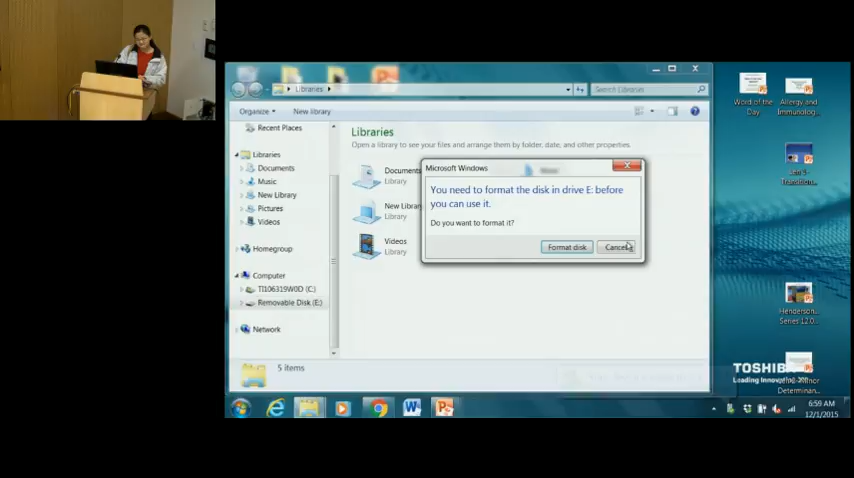 Libraries
Search Libraries
Organize
New library
Recent Places
Libraries
Documents
Music
New Library
Pictures
Videos
Homegroup
Computer
TI106319W0D (C:)
Removable Disk (E:)
Network
Libraries
Open a library to see your files and arrange them by folder, date, and other properties.
Documents
Library
New Library
Library
Videos
Library
5 items
Microsoft Windows
You need to format the disk in drive E: before
you can use it.
Do you want to format it?
Format disk
Cancel
Word of the
Day
Allergy and
Immunolog...
Transition...
Henderson...
Series 12.0...
Determinan...
TOSHIBA
Leading Innovation
6:59 AM
12/1/2015